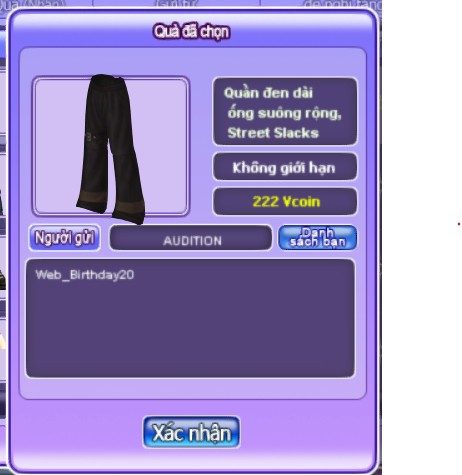 Quà đã chọn
Quần đen dài
ống suông rộng,
Street Slacks
Không giới hạn
222 Vcoin
Người gửi
AUDITION
Danh
sách bạn
Web_Birthday20
Xác nhận